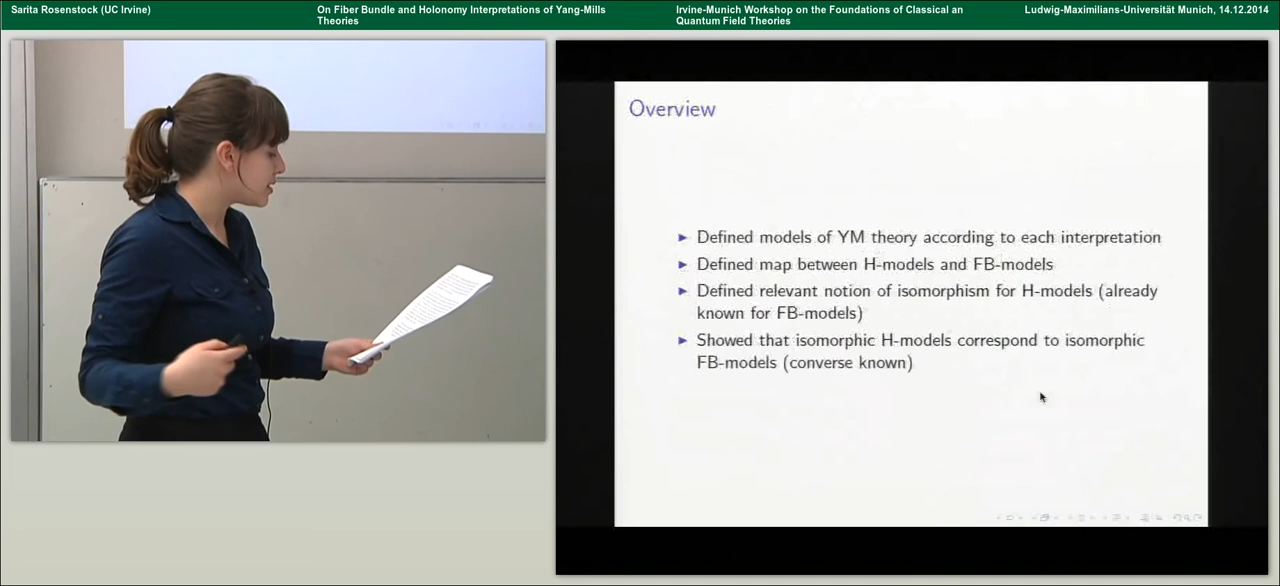 Sarita Rosenstock (UC Irvine)
On Fiber Bundle and Holonomy Interpretations of Yang-Mills
Theories
Irvine-Munich Workshop on the Foundations of Classical an
Quantum Field Theories
Ludwig-Maximilians-Universität Munich, 14.12.2014
Overview
► Defined models of YM theory according to each interpretation
► Defined map between H-models and FB-models
► Defined relevant notion of isomorphism for H-models (already
known for FB-models)
► Showed that isomorphic H-models correspond to isomorphic
FB-models (converse known)